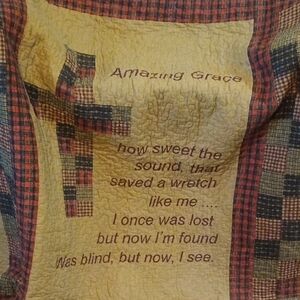 Amazing Grace
how sweet the
sound, that
saved a wretch
like me ....
I once was lost
but now I'm found
Was blind, but now, I see.